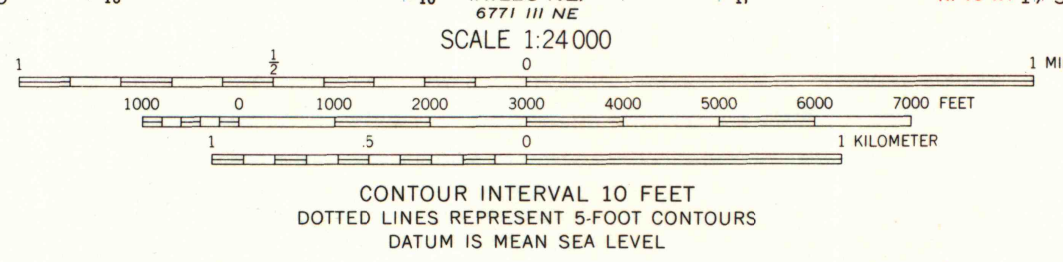 6771 III NE
SCALE 1:24 000
1 1/2 0 1 MI
1000 0 1000 2000 3000 4000 5000 6000 7000 FEET
1 .5 0 1 KILOMETER
CONTOUR INTERVAL 10 FEET
DOTTED LINES REPRESENT 5-FOOT CONTOURS
DATUM IS MEAN SEA LEVEL